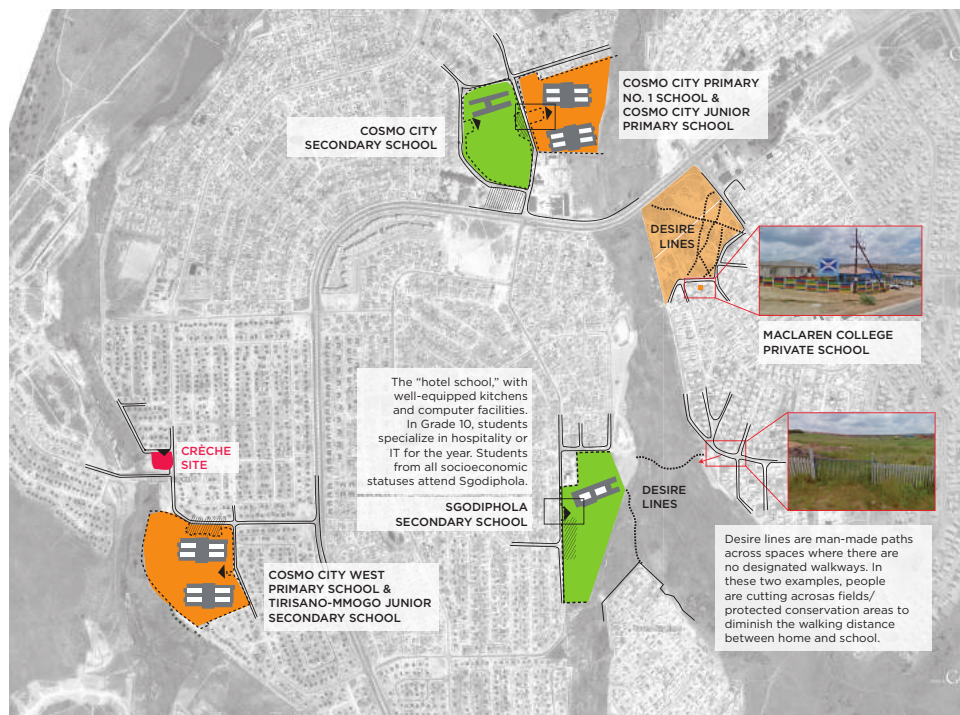 COSMO CITY
SECONDARY SCHOOL
COSMO CITY PRIMARY
NO. 1 SCHOOL &
COSMO CITY JUNIOR
PRIMARY SCHOOL
DESIRE
LINES
MACLAREN COLLEGE
PRIVATE SCHOOL
The “hotel school,” with
well-equipped kitchens
and computer facilities.
In Grade 10, students
specialize in hospitality or
IT for the year. Students
from all socioeconomic
statuses attend Sgodiphola.
SGODIPHOLA
SECONDARY SCHOOL
CRÈCHE
SITE
DESIRE
LINES
COSMO CITY WEST
PRIMARY SCHOOL &
TIRISANO-MMOGO JUNIOR
SECONDARY SCHOOL
Desire lines are man-made paths
across spaces where there are
no designated walkways. In
these two examples, people
are cutting acrosas fields/
protected conservation areas to
diminish the walking distance
between home and school.